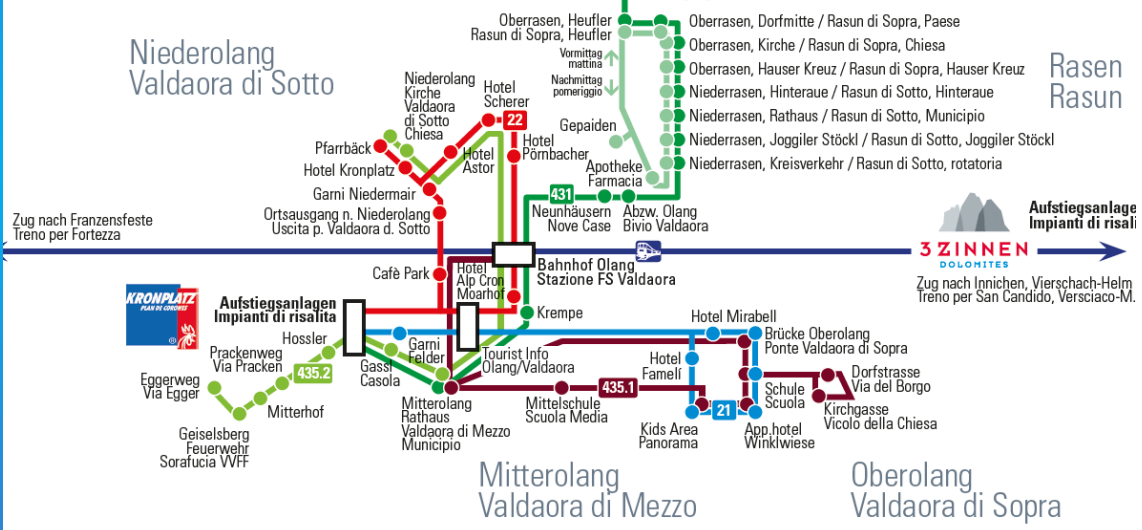 Niederolang
Valdaora di Sotto
Oberrasen, Heufler
Rasun di Sopra, Heufler
Vormittag
mattina
Nachmittag
pomeriggio
Oberrasen, Dorfmitte / Rasun di Sopra, Paese
Oberrasen, Kirche / Rasun di Sopra, Chiesa
Oberrasen, Hauser Kreuz / Rasun di Sopra, Hauser Kreuz
Niederrasen, Hinteraue / Rasun di Sotto, Hinteraue
Niederrasen, Rathaus / Rasun di Sotto, Municipio
Niederrasen, Joggiler Stöckl / Rasun di Sotto, Joggiler Stöckl
Niederrasen, Kreisverkehr / Rasun di Sotto, rotatoria
Rasen
Rasun
Niederolang
Kirche
Valdaora
di Sotto
Chiesa
Hotel
Scherer
22
Hotel
Pörnbacher
Hotel
Astor
Gepaiden
Apotheke
Farmacia
Pfarrbäck
Hotel Kronplatz
Garni Niedermair
Ortsausgang n. Niederolang
Uscita p. Valdaora d. Sotto
431
Neunhäusern
Nove Case
Abzw. Olang
Bivio Valdaora
Zug nach Franzensfeste
Treno per Fortezza
3 ZINNEN
DOLOMITES
Aufstiegsanlage
Impianti di risali
Zug nach Innichen, Vierschach-Helm
Treno per San Candido, Versciaco-M.
Cafè Park
Hotel
Alp Cron
Moarhof
Bahnhof Olang
Stazione FS Valdaora
KRONPLATZ
PLAN DE CORONES
Aufstiegsanlagen
Impianti di risalita
Krempe
Hotel Mirabell
Brücke Oberolang
Ponte Valdaora di Sopra
Hossler
Prackenweg
Via Pracken
435.2
Eggerweg
Via Egger
Mitterhof
Geiselsberg
Feuerwehr
Sorafucia VVFF
Gassl
Casola
Garni
Felder
Tourist Info
Olang/Valdaora
Hotel
Famelí
Mitterolang
Rathaus
Valdaora di Mezzo
Municipio
435.1
Mittelschule
Scuola Media
Schule
Scuola
Dorfstrasse
Via del Borgo
Kirchgasse
Vicolo della Chiesa
21
Kids Area
Panorama
App.hotel
Winklwiese
Mitterolang
Valdaora di Mezzo
Oberolang
Valdaora di Sopra